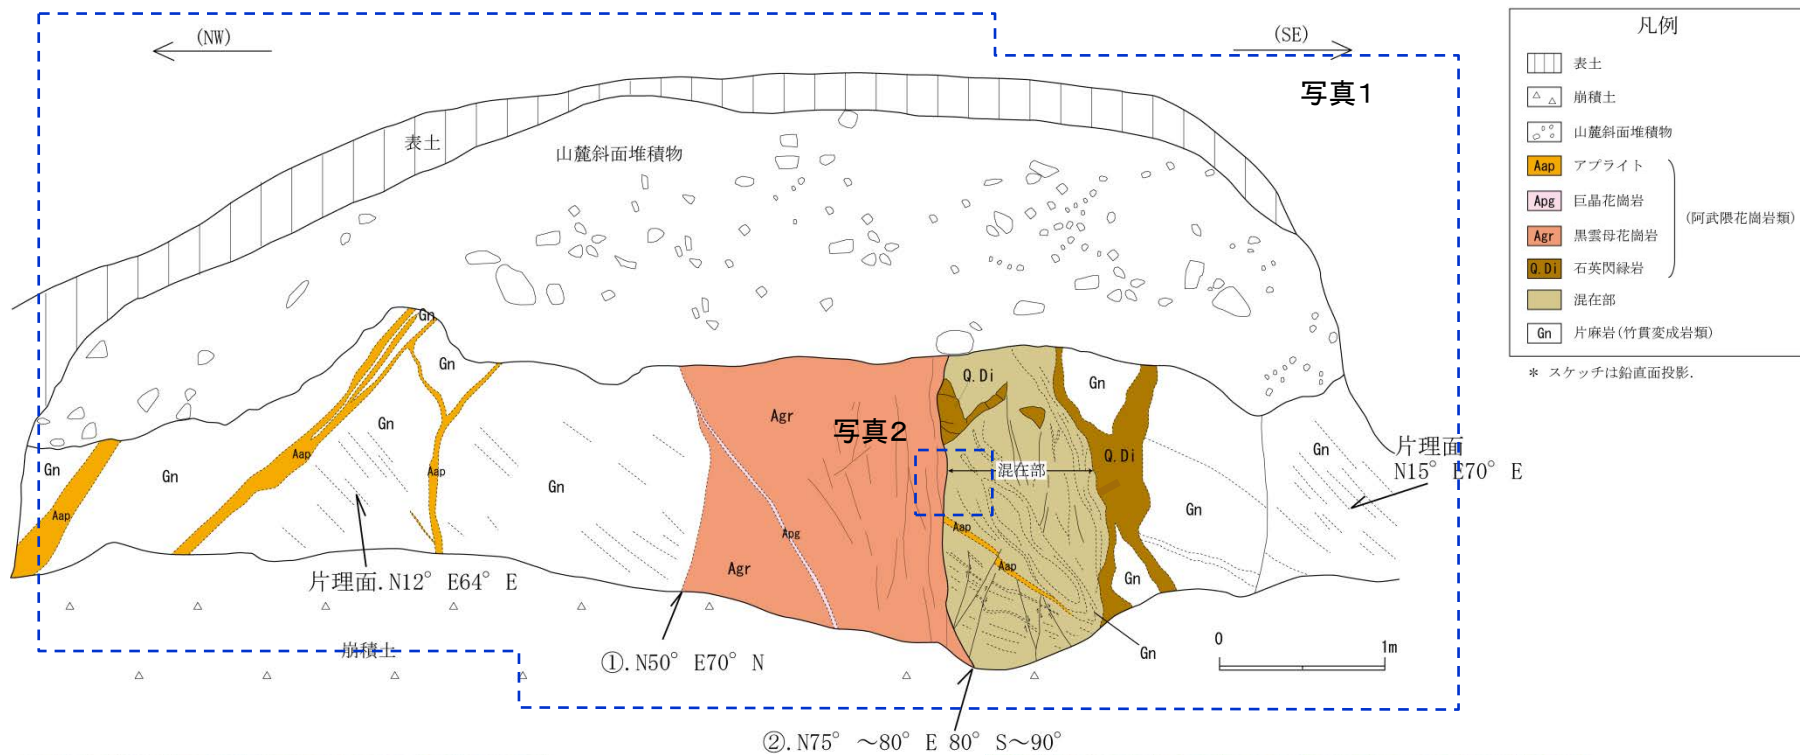 (NW)
(SE)
写真1
表土
山麓斜面堆積物
Gn
Gn
Gn
Gn
Gn
Gn
Aap
Aap
Aap
片理面.N12° E64° E
崩積土
Agr
写真2
Apg
Agr
①.N50° E70° N
Q.Di
混在部
Aap
Aap
②.N75° ~80° E 80° S~90°
Gn
Q.Di
Gn
Gn
Gn
Gn
片理面
N15° E70° E
0
1m
凡例
表土
崩積土
山麓斜面堆積物
Aap アプライト
Apg 巨晶花崗岩
Agr 黒雲母花崗岩
Q.Di 石英閃緑岩
(阿武隈花崗岩類)
混在部
Gn 片麻岩(竹貫変成岩類)
* スケッチは鉛直面投影.